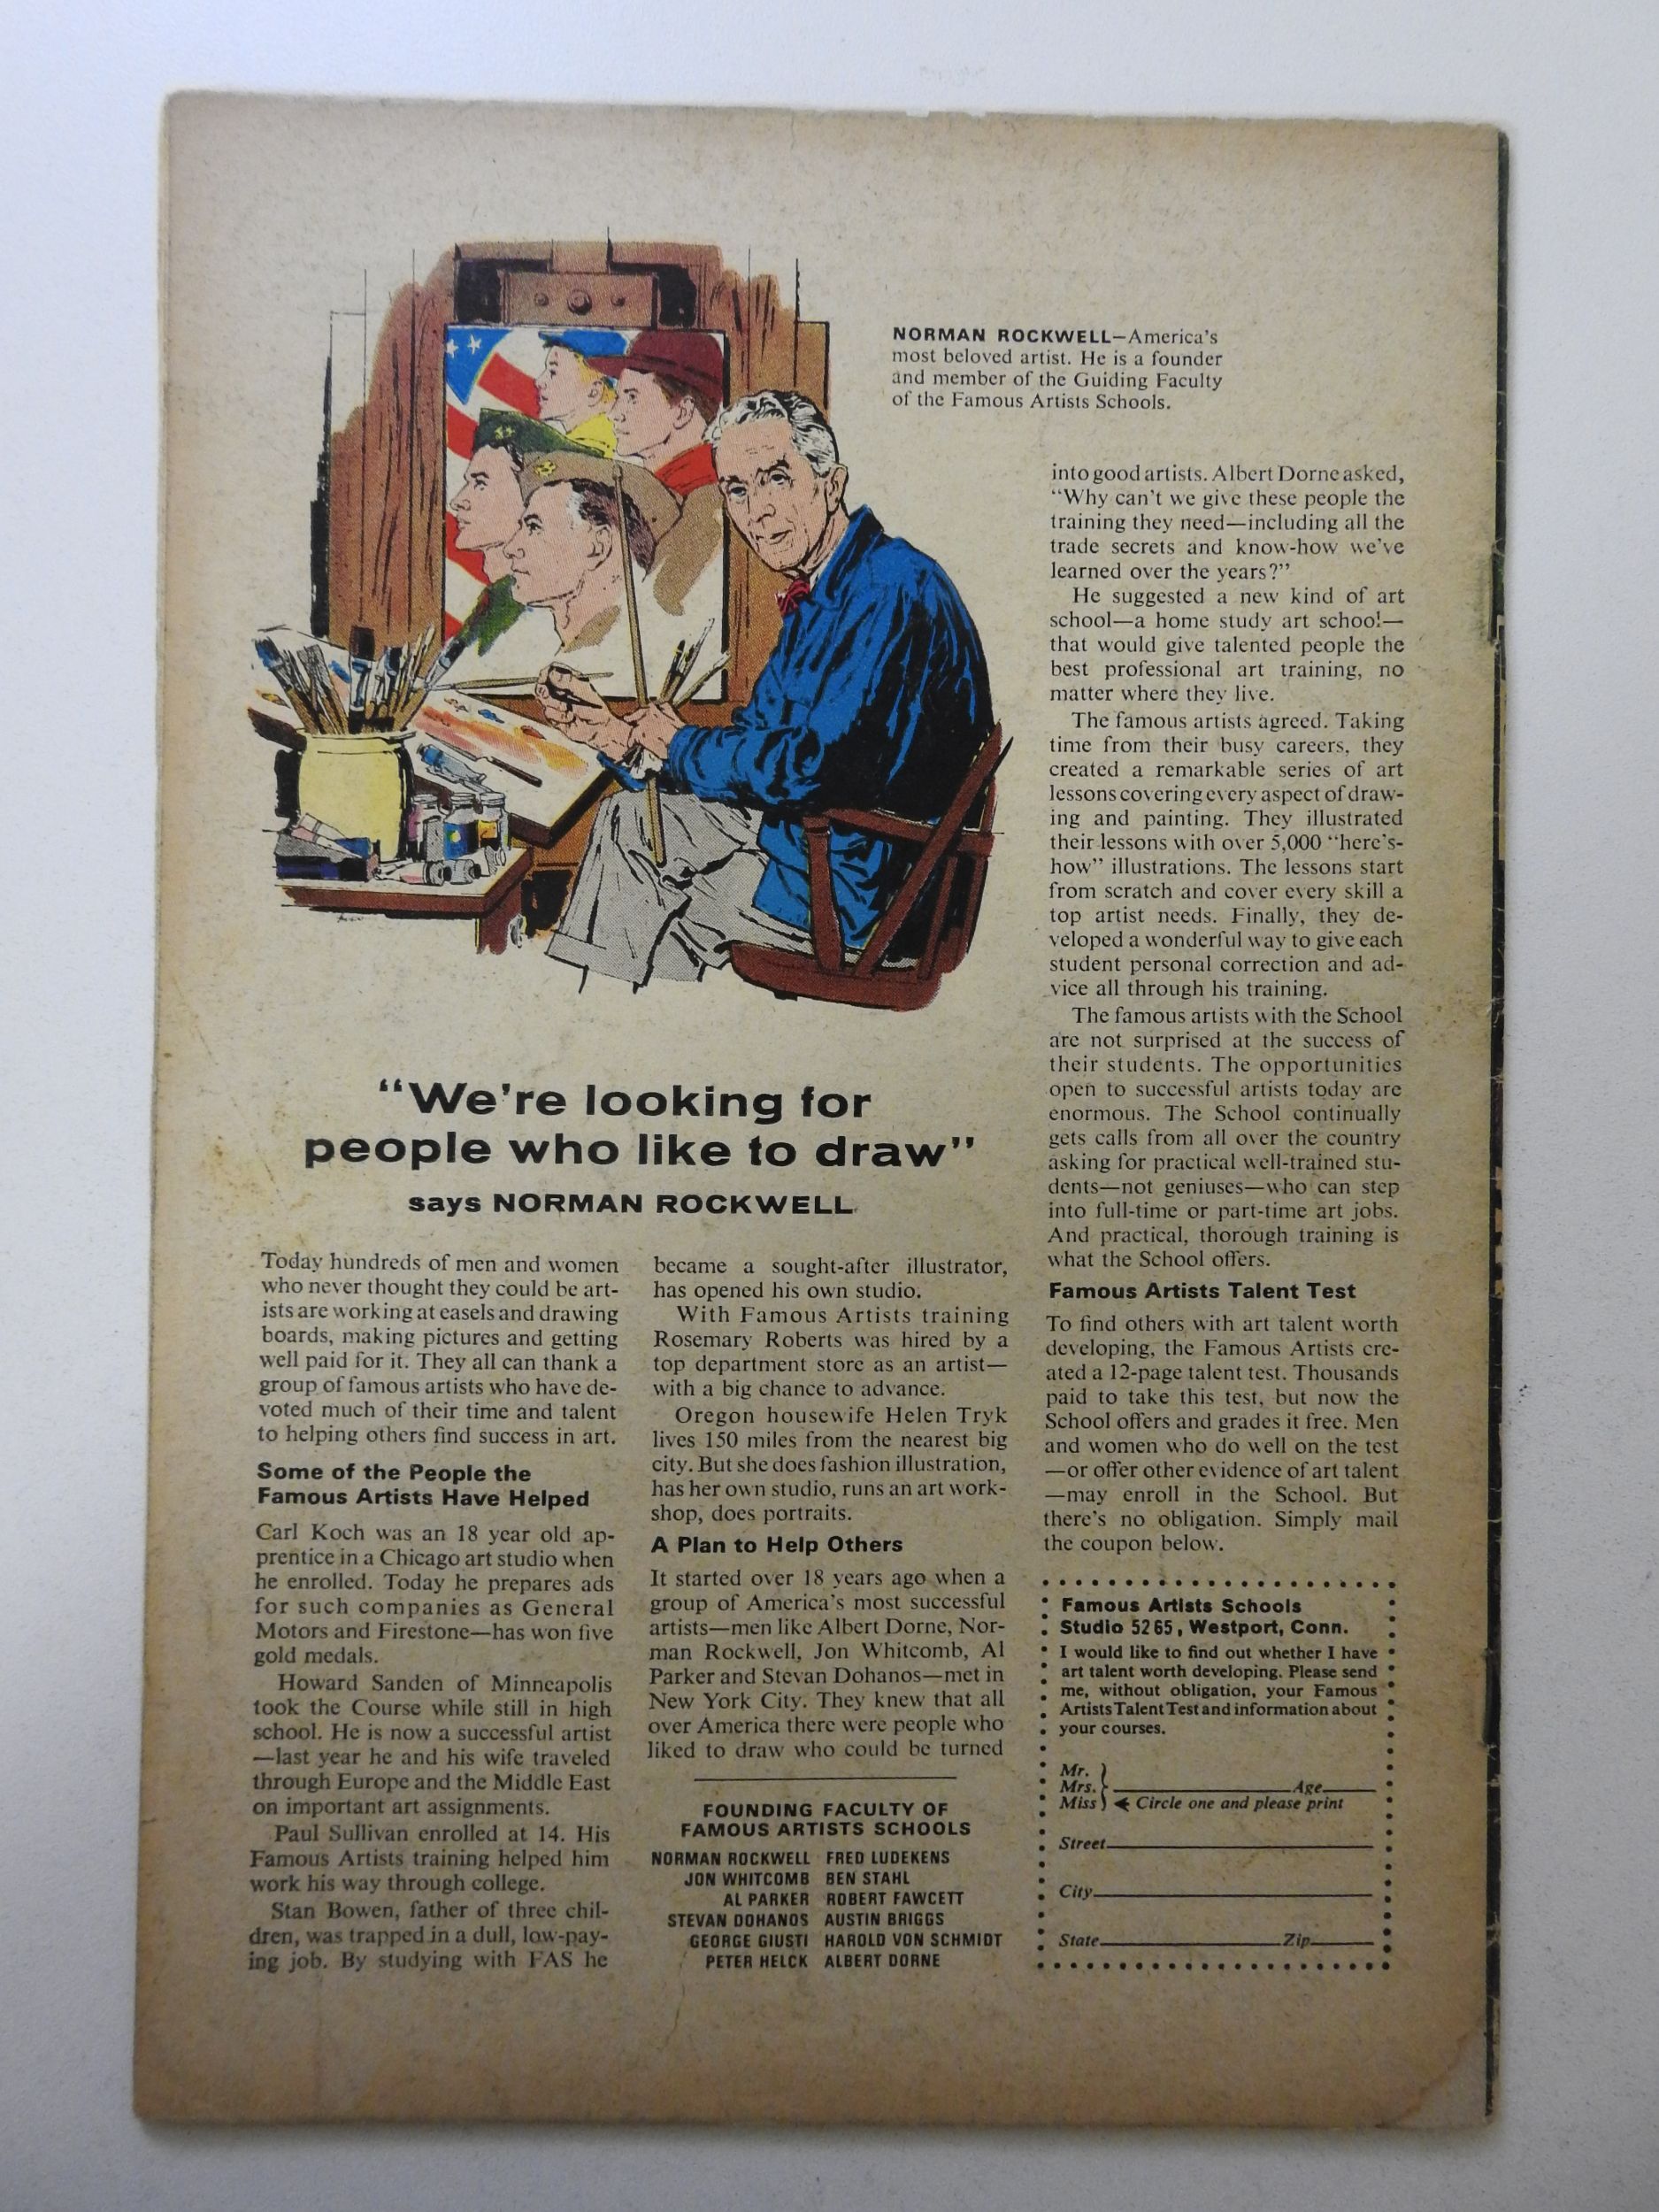 NORMAN ROCKWELL—America's
most beloved artist. He is a founder
and member of the Guiding Faculty
of the Famous Artists Schools.
"We're looking for
people who like to draw"
says NORMAN ROCKWELL
Today hundreds of men and women
who never thought they could be art-
ists are working at easels and drawing
boards, making pictures and getting
well paid for it. They all can thank a
group of famous artists who have de-
voted much of their time and talent
to helping others find success in art.
Some of the People the
Famous Artists Have Helped
Carl Koch was an 18 year old ap-
prentice in a Chicago art studio when
he enrolled. Today he prepares ads
for such companies as General
Motors and Firestone—has won five
gold medals.
Howard Sanden of Minneapolis
took the Course while still in high
school. He is now a successful artist
—last year he and his wife traveled
through Europe and the Middle East
on important art assignments.
Paul Sullivan enrolled at 14. His
Famous Artists training helped him
work his way through college.
Stan Bowen, father of three chil-
dren, was trapped in a dull, low-pay-
ing job. By studying with FAS he
became a sought-after illustrator,
has opened his own studio.
With Famous Artists training
Rosemary Roberts was hired by a
top department store as an artist—
with a big chance to advance.
Oregon housewife Helen Tryk
lives 150 miles from the nearest big
city. But she does fashion illustration,
has her own studio, runs an art work-
shop, does portraits.
A Plan to Help Others
It started over 18 years ago when a
group of America's most successful
artists—men like Albert Dorne, Nor-
man Rockwell, Jon Whitcomb, Al
Parker and Stevan Dohanos—met in
New York City. They knew that all
over America there were people who
liked to draw who could be turned
FOUNDING FACULTY OF
FAMOUS ARTISTS SCHOOLS
NORMAN ROCKWELL FRED LUDEKENS
JON WHITCOMB BEN STAHL
AL PARKER ROBERT FAWCETT
STEVAN DOHANOS AUSTIN BRIGGS
GEORGE GIUSTI HAROLD VON SCHMIDT
PETER HELCK ALBERT DORNE
into good artists. Albert Dorne asked,
"Why can't we give these people the
training they need—including all the
trade secrets and know-how we've
learned over the years?"
He suggested a new kind of art
school—a home study art school—
that would give talented people the
best professional art training, no
matter where they live.
The famous artists agreed. Taking
time from their busy careers, they
created a remarkable series of art
lessons covering every aspect of draw-
ing and painting. They illustrated
their lessons with over 5,000 "here's-
how" illustrations. The lessons start
from scratch and cover every skill a
top artist needs. Finally, they de-
veloped a wonderful way to give each
student personal correction and ad-
vice all through his training.
The famous artists with the School
are not surprised at the success of
their students. The opportunities
open to successful artists today are
enormous. The School continually
gets calls from all over the country
asking for practical well-trained stu-
dents—not geniuses—who can step
into full-time or part-time art jobs.
And practical, thorough training is
what the School offers.
Famous Artists Talent Test
To find others with art talent worth
developing, the Famous Artists cre-
ated a 12-page talent test. Thousands
paid to take this test, but now the
School offers and grades it free. Men
and women who do well on the test
—or offer other evidence of art talent
—may enroll in the School. But
there's no obligation. Simply mail
the coupon below.
Famous Artists Schools
Studio 5265, Westport, Conn.
I would like to find out whether I have
art talent worth developing. Please send
me, without obligation, your Famous
Artists Talent Test and information about
your courses.
Mr.
Mrs. Age
Miss Circle one and please print
Street
City
State Zip